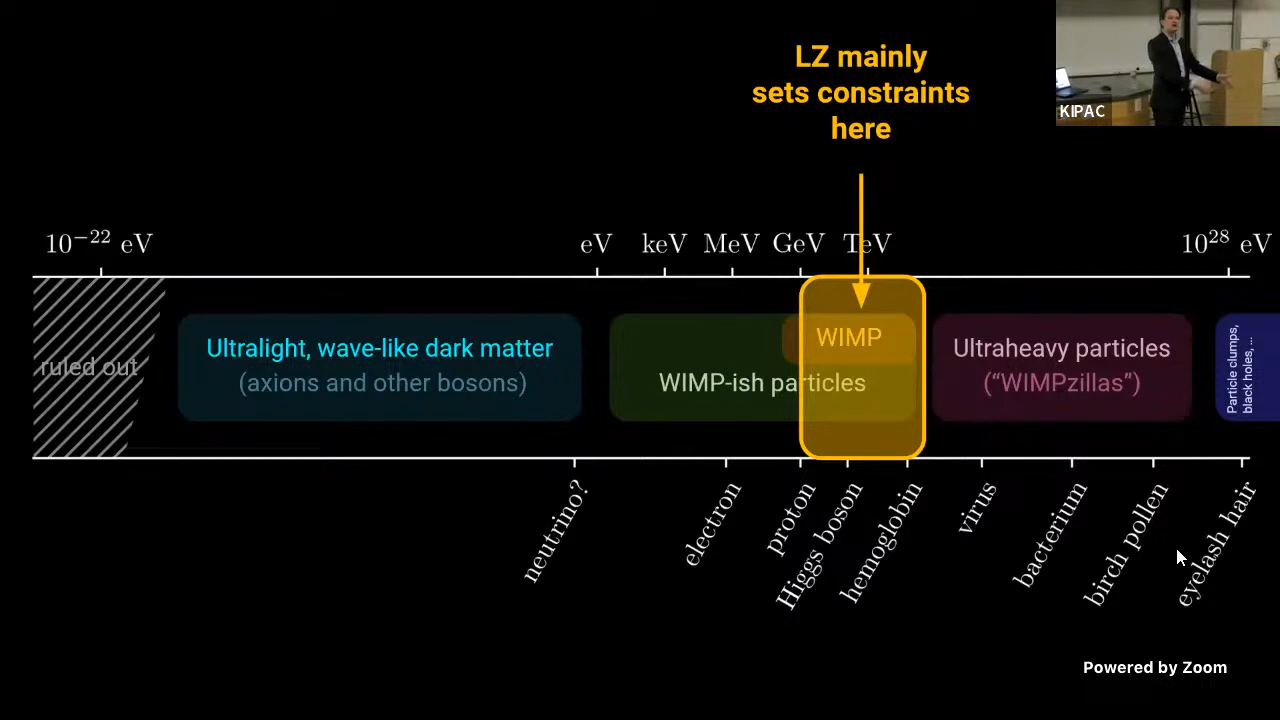 LZ mainly
sets constraints
here
KIPAC
10⁻²² eV
eV
keV
MeV
GeV
TeV
10²⁸ eV
ruled out
Ultralight, wave-like dark matter
(axions and other bosons)
WIMP
WIMP-ish particles
Ultraheavy particles
(“WIMPzillas”)
Particle clumps,
black holes, ...
neutrino?
electron
proton
Higgs boson
hemoglobin
virus
bacterium
birch pollen
eyelash hair
Powered by Zoom